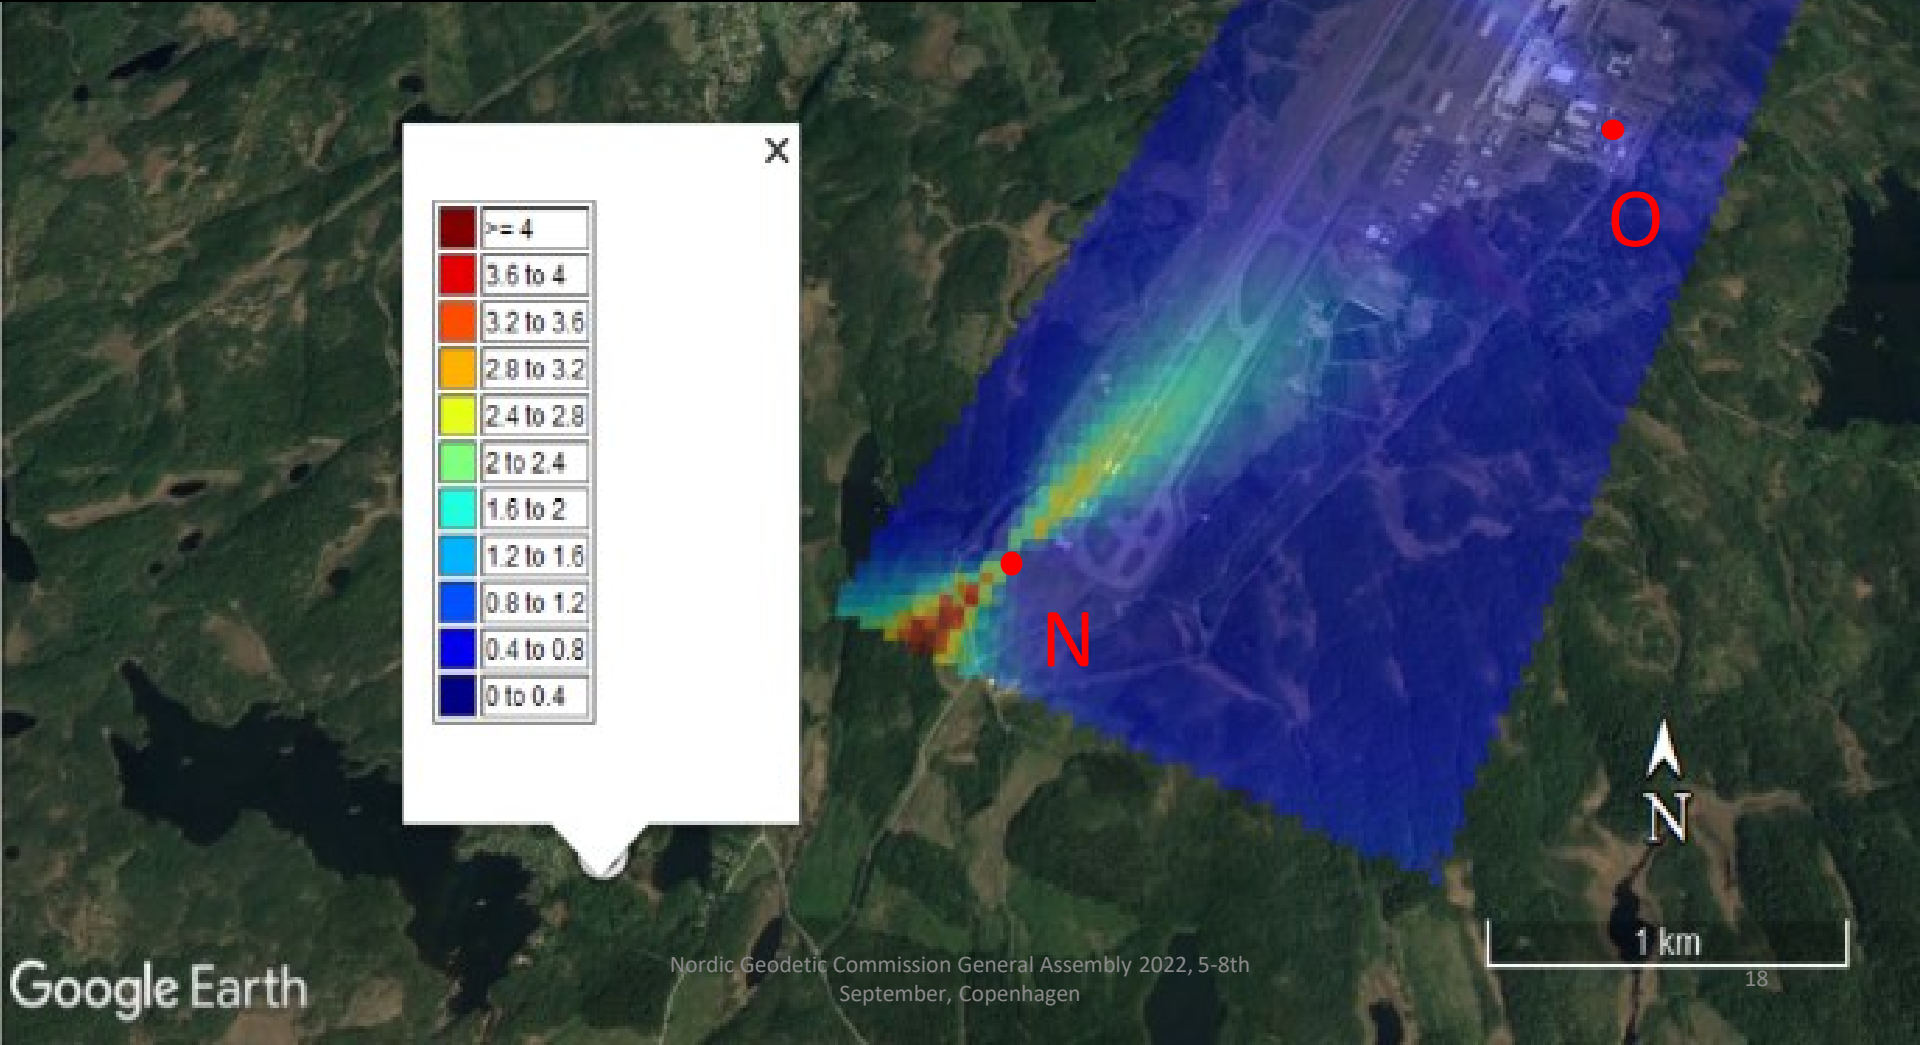 >= 4
3.6 to 4
3.2 to 3.6
2.8 to 3.2
2.4 to 2.8
2 to 2.4
1.6 to 2
1.2 to 1.6
0.8 to 1.2
0.4 to 0.8
0 to 0.4
O
N
N
1 km
Google Earth
Nordic Geodetic Commission General Assembly 2022, 5-8th
September, Copenhagen
18